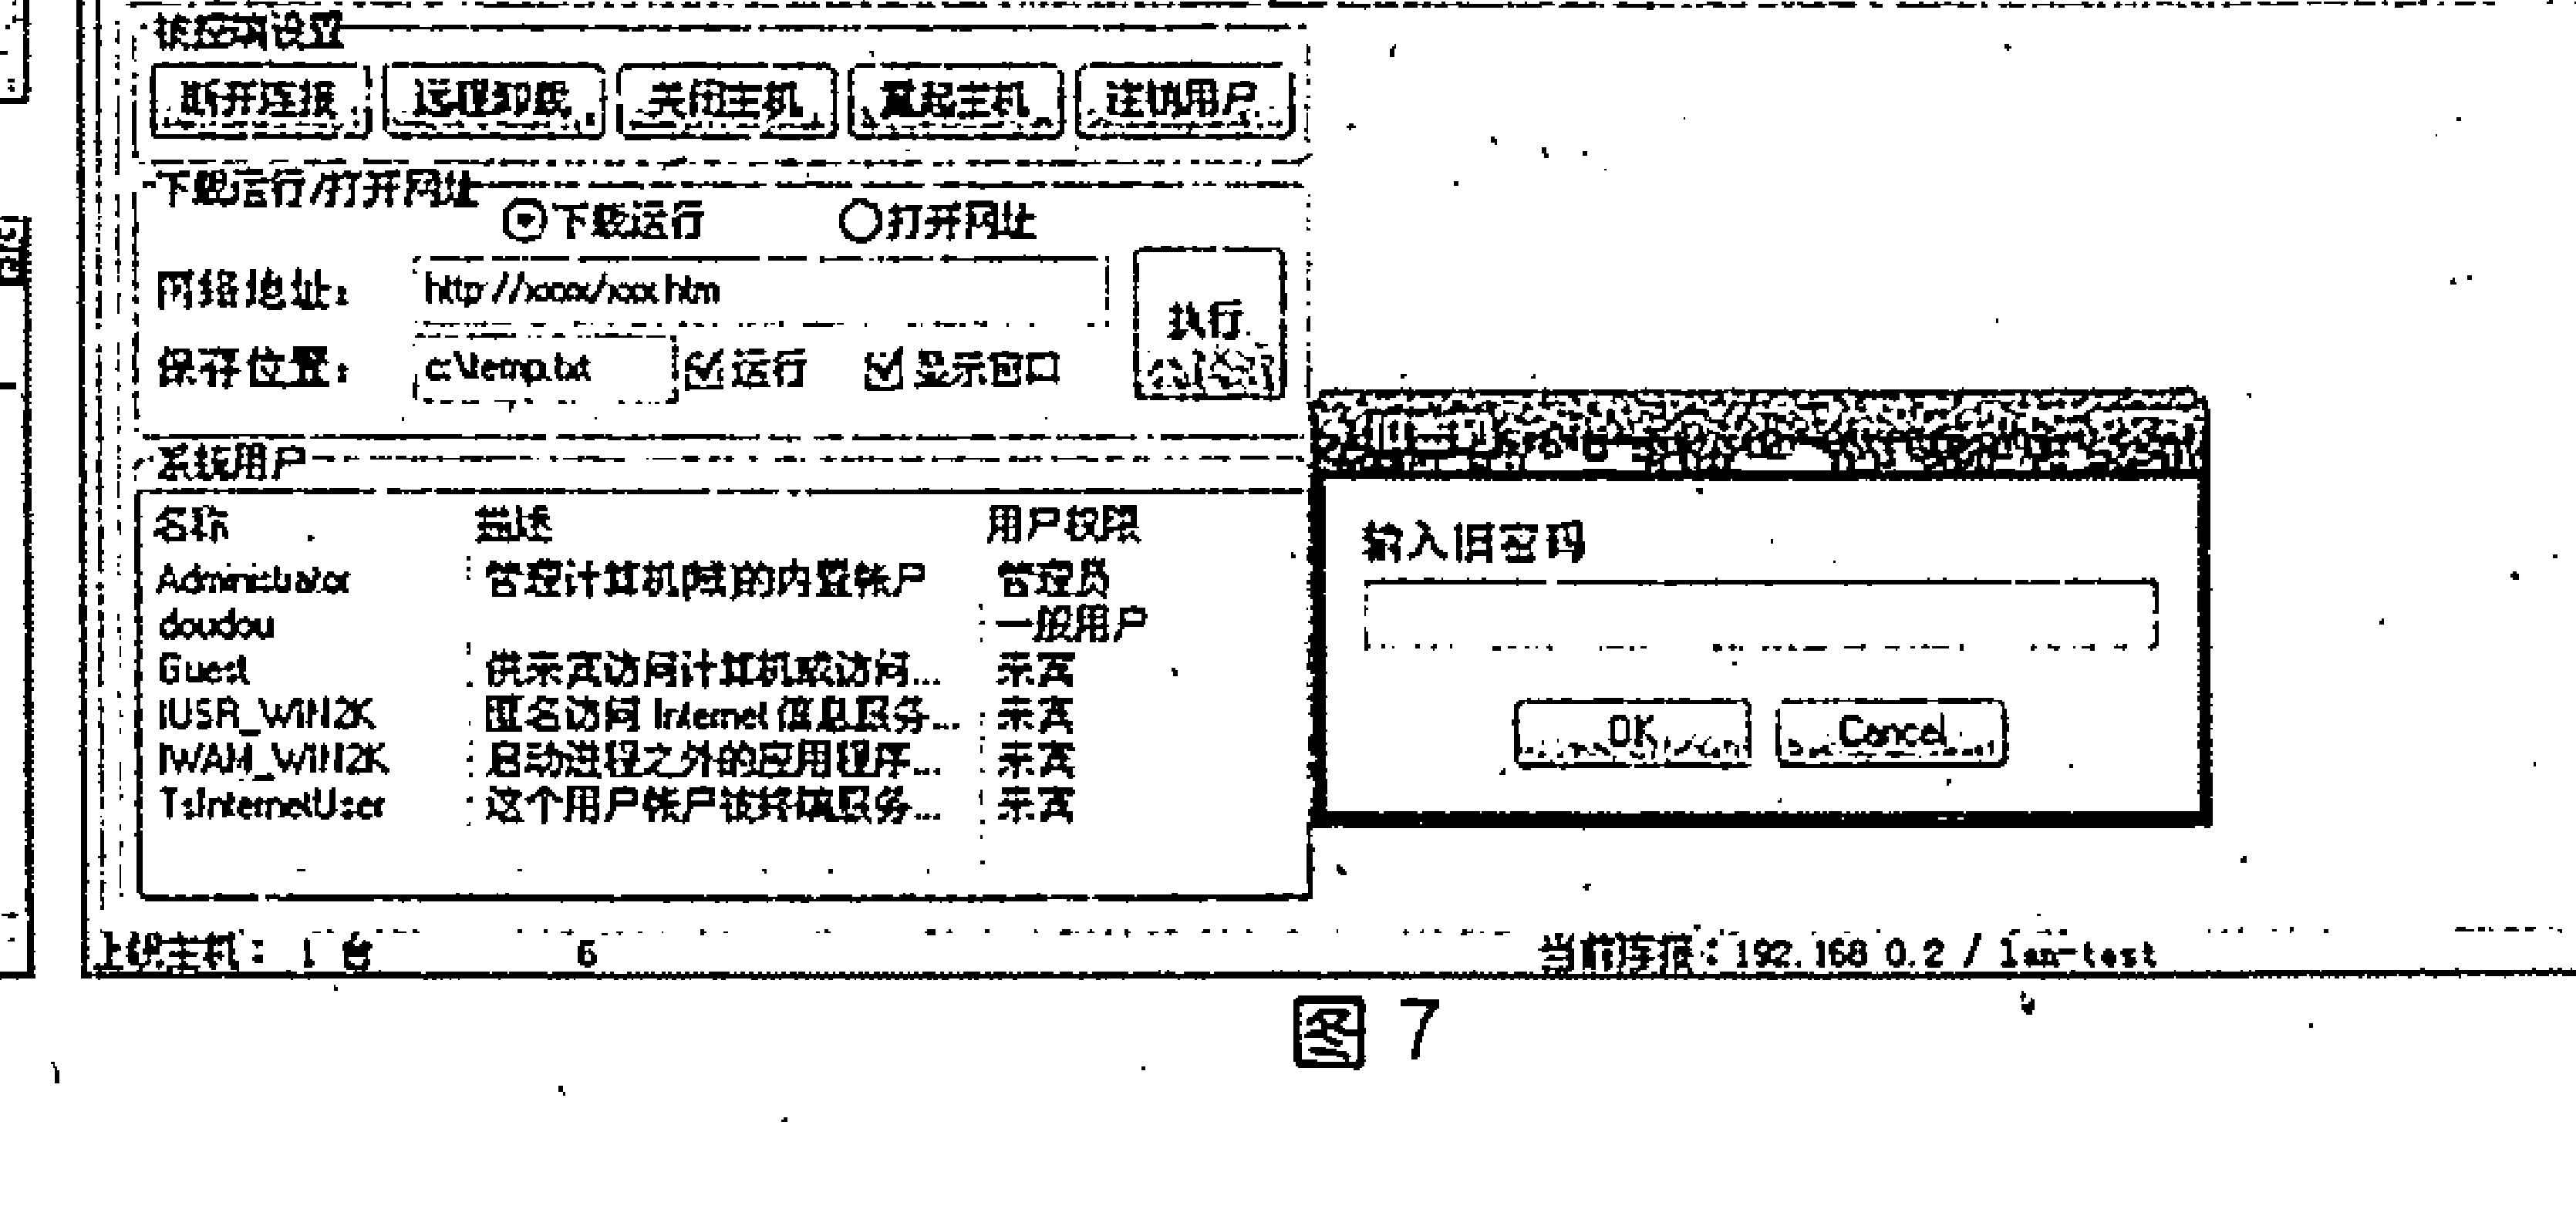 被控端设置
断开连接 远程卸载 关闭主机 重起主机 注销用户
下载运行/打开网址
下载运行 打开网址
网络地址: http://xxxx/xxx.htm
执行
保存位置: c:\temp.txt 运行 显示窗口
系统用户
名称 描述 用户权限
Administrator 管理计算机(域)的内置帐户 管理员
doudou 一般用户
Guest 供来宾访问计算机或访问... 来宾
IUSR_WIN2K 匿名访问 Internet 信息服务... 来宾
IWAM_WIN2K 启动进程之外的应用程序... 来宾
TsInternetUser 这个用户帐户被终端服务... 来宾
输入旧密码
OK Cancel
上线主机: 1 台 6 当前连接: 192.168.0.2 / lan-test
图 7